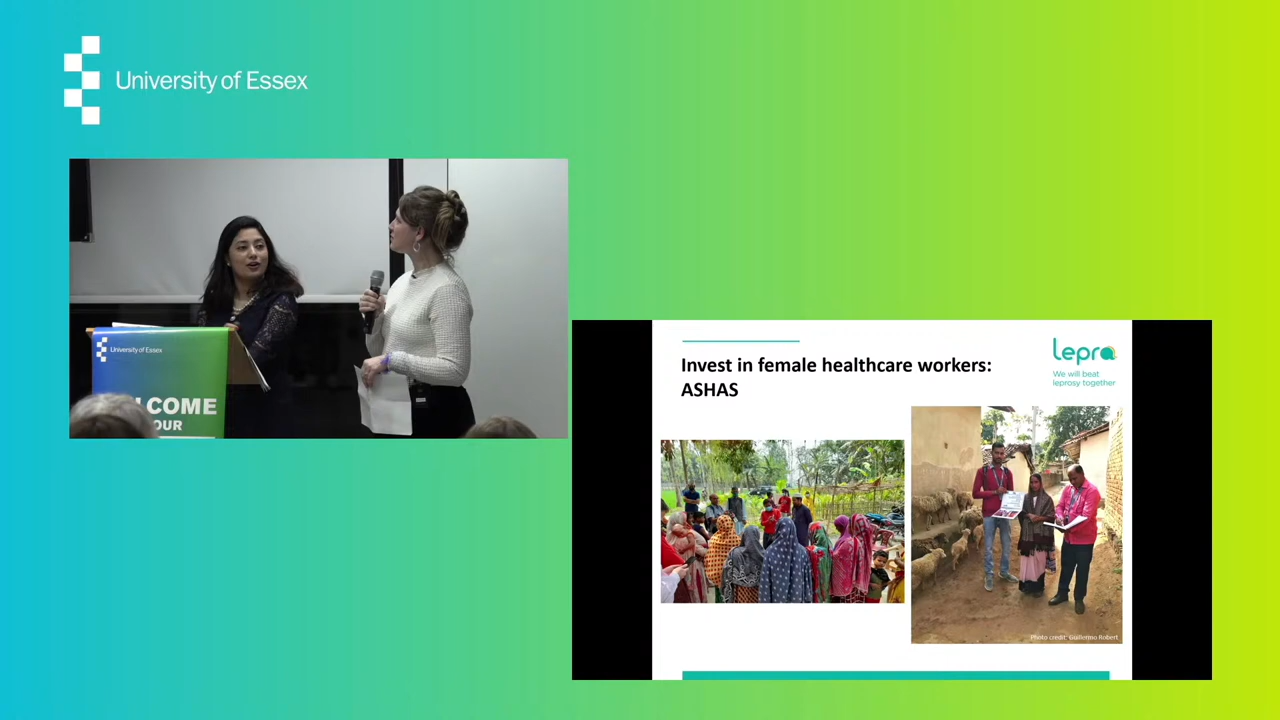 University of Essex
University of Essex
COME
OUR
Invest in female healthcare workers:
ASHAS
lepra
We will beat
leprosy together
Photo credit: Guillermo Robert